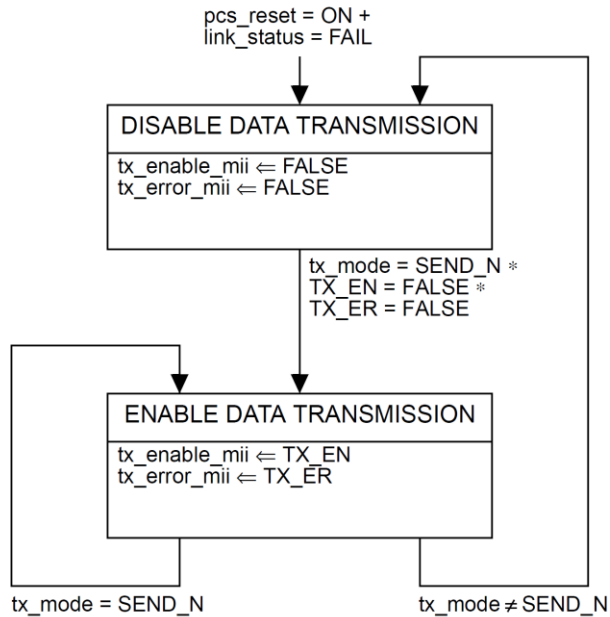 pcs_reset = ON +
link_status = FAIL
DISABLE DATA TRANSMISSION
tx_enable_mii ⇐ FALSE
tx_error_mii ⇐ FALSE
tx_mode = SEND_N *
TX_EN = FALSE *
TX_ER = FALSE
ENABLE DATA TRANSMISSION
tx_enable_mii ⇐ TX_EN
tx_error_mii ⇐ TX_ER
tx_mode = SEND_N
tx_mode ≠ SEND_N